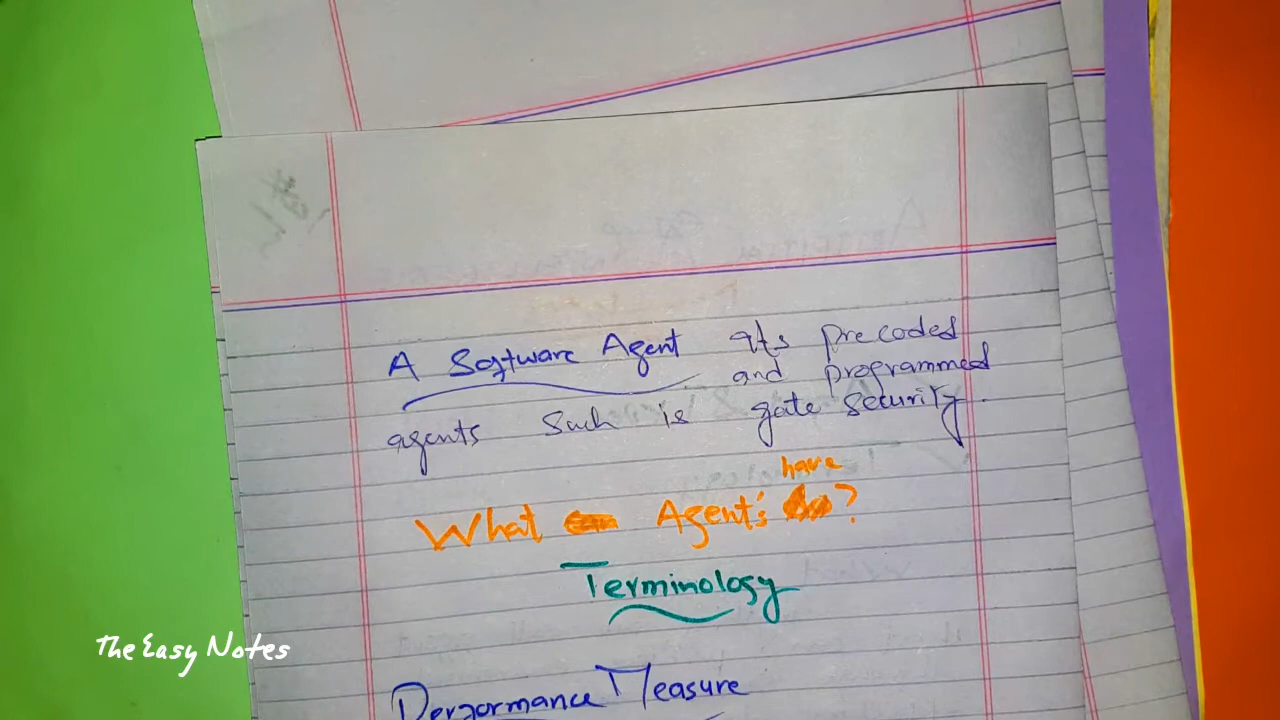 A Software Agent its precoded
and programmed
agents such is gate security.
have
What Agent's ?
Terminology
Performance Measure
The Easy Notes